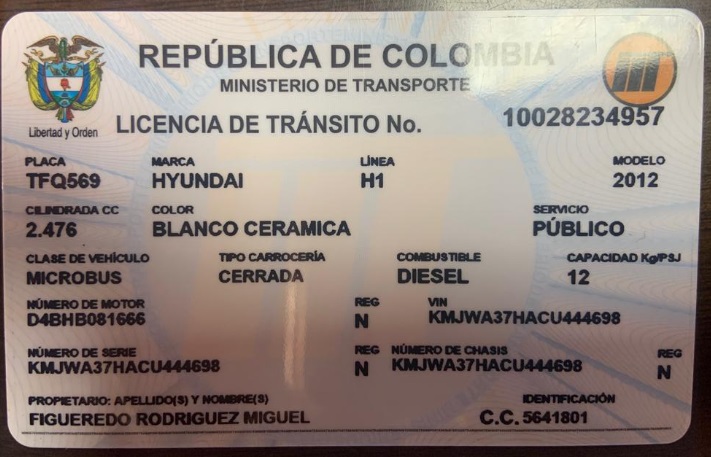 REPÚBLICA DE COLOMBIA
MINISTERIO DE TRANSPORTE
Libertad y Orden
LICENCIA DE TRÁNSITO No. 10028234957
PLACA MARCA LÍNEA MODELO
TFQ569 HYUNDAI H1 2012
CILINDRADA CC COLOR SERVICIO
2.476 BLANCO CERAMICA PÚBLICO
CLASE DE VEHÍCULO TIPO CARROCERÍA COMBUSTIBLE CAPACIDAD Kg/PSJ
MICROBUS CERRADA DIESEL 12
NÚMERO DE MOTOR REG VIN
D4BHB081666 N KMJWA37HACU444698
NÚMERO DE SERIE REG NÚMERO DE CHASIS REG
KMJWA37HACU444698 N KMJWA37HACU444698 N
PROPIETARIO: APELLIDO(S) Y NOMBRE(S) IDENTIFICACIÓN
FIGUEREDO RODRIGUEZ MIGUEL C.C. 5641801